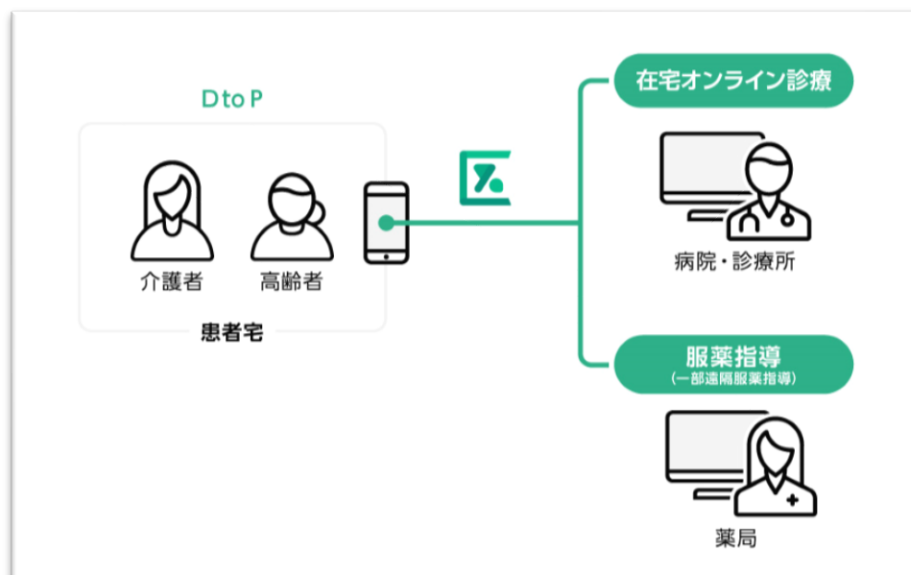 DtoP
介護者
高齢者
患者宅
在宅オンライン診療
病院・診療所
服薬指導
(一部遠隔服薬指導)
薬局